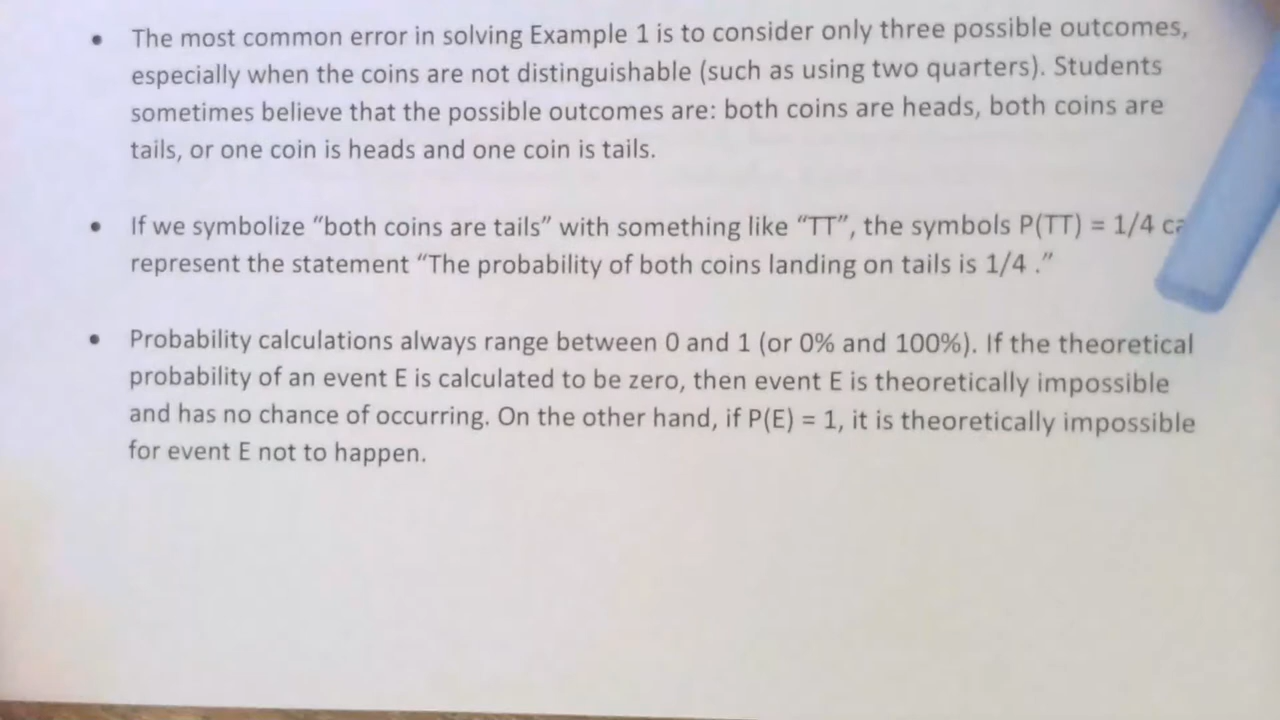 • The most common error in solving Example 1 is to consider only three possible outcomes,
especially when the coins are not distinguishable (such as using two quarters). Students
sometimes believe that the possible outcomes are: both coins are heads, both coins are
tails, or one coin is heads and one coin is tails.
• If we symbolize “both coins are tails” with something like “TT”, the symbols P(TT) = 1/4
represent the statement “The probability of both coins landing on tails is 1/4 .”
• Probability calculations always range between 0 and 1 (or 0% and 100%). If the theoretical
probability of an event E is calculated to be zero, then event E is theoretically impossible
and has no chance of occurring. On the other hand, if P(E) = 1, it is theoretically impossible
for event E not to happen.